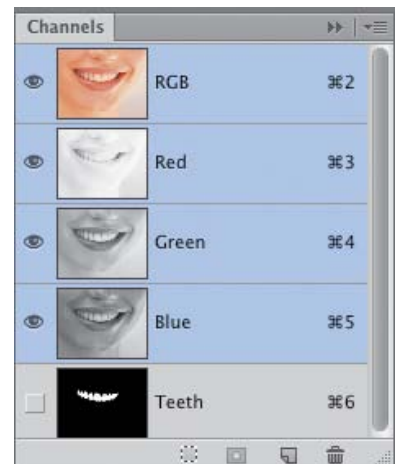 Channels
RGB ⌘2
Red ⌘3
Green ⌘4
Blue ⌘5
Teeth ⌘6